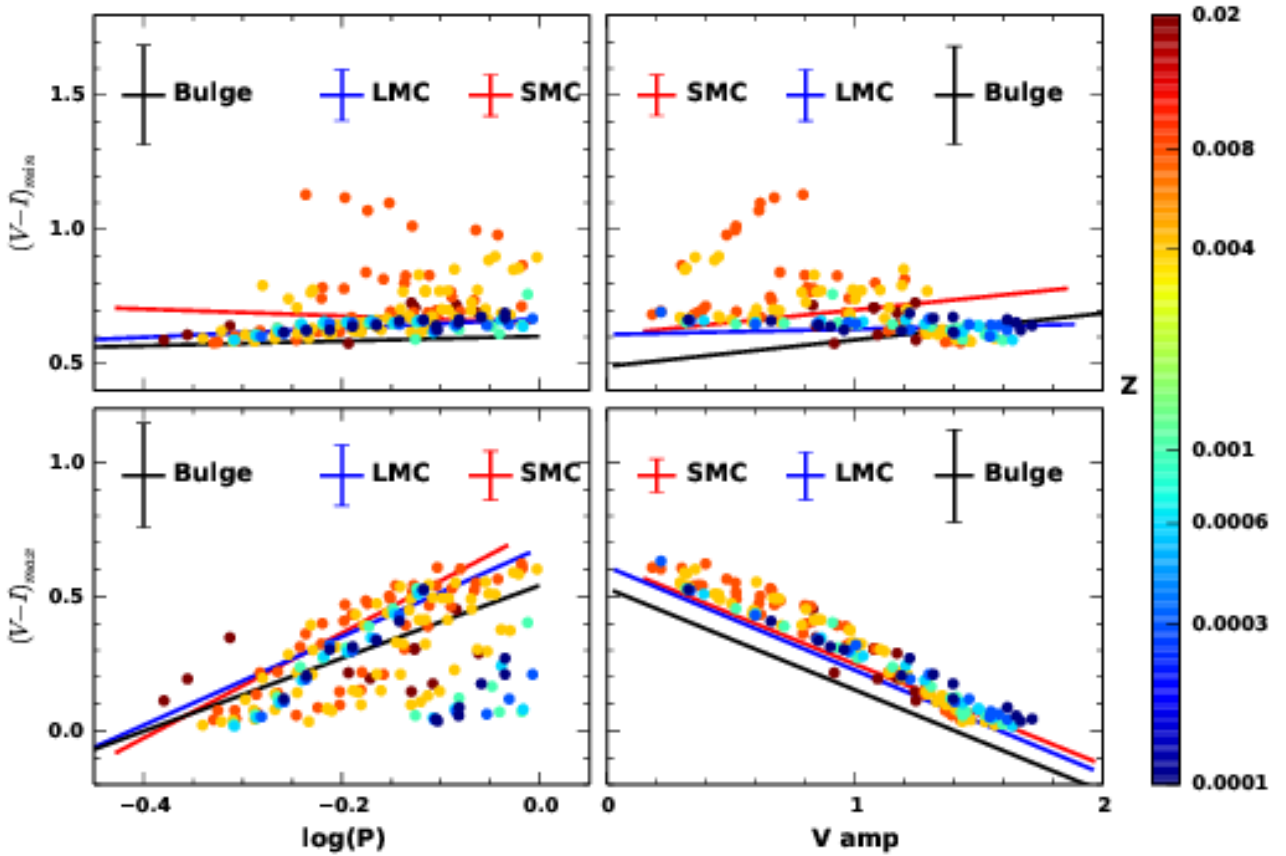 Bulge LMC SMC
SMC LMC Bulge
1.5
1.0
0.5
(V−I)min
Bulge LMC SMC
SMC LMC Bulge
1.0
0.5
0.0
(V−I)max
−0.4 −0.2 0.0
0 1 2
log(P)
V amp
Z
0.02
0.008
0.004
0.001
0.0006
0.0003
0.0001